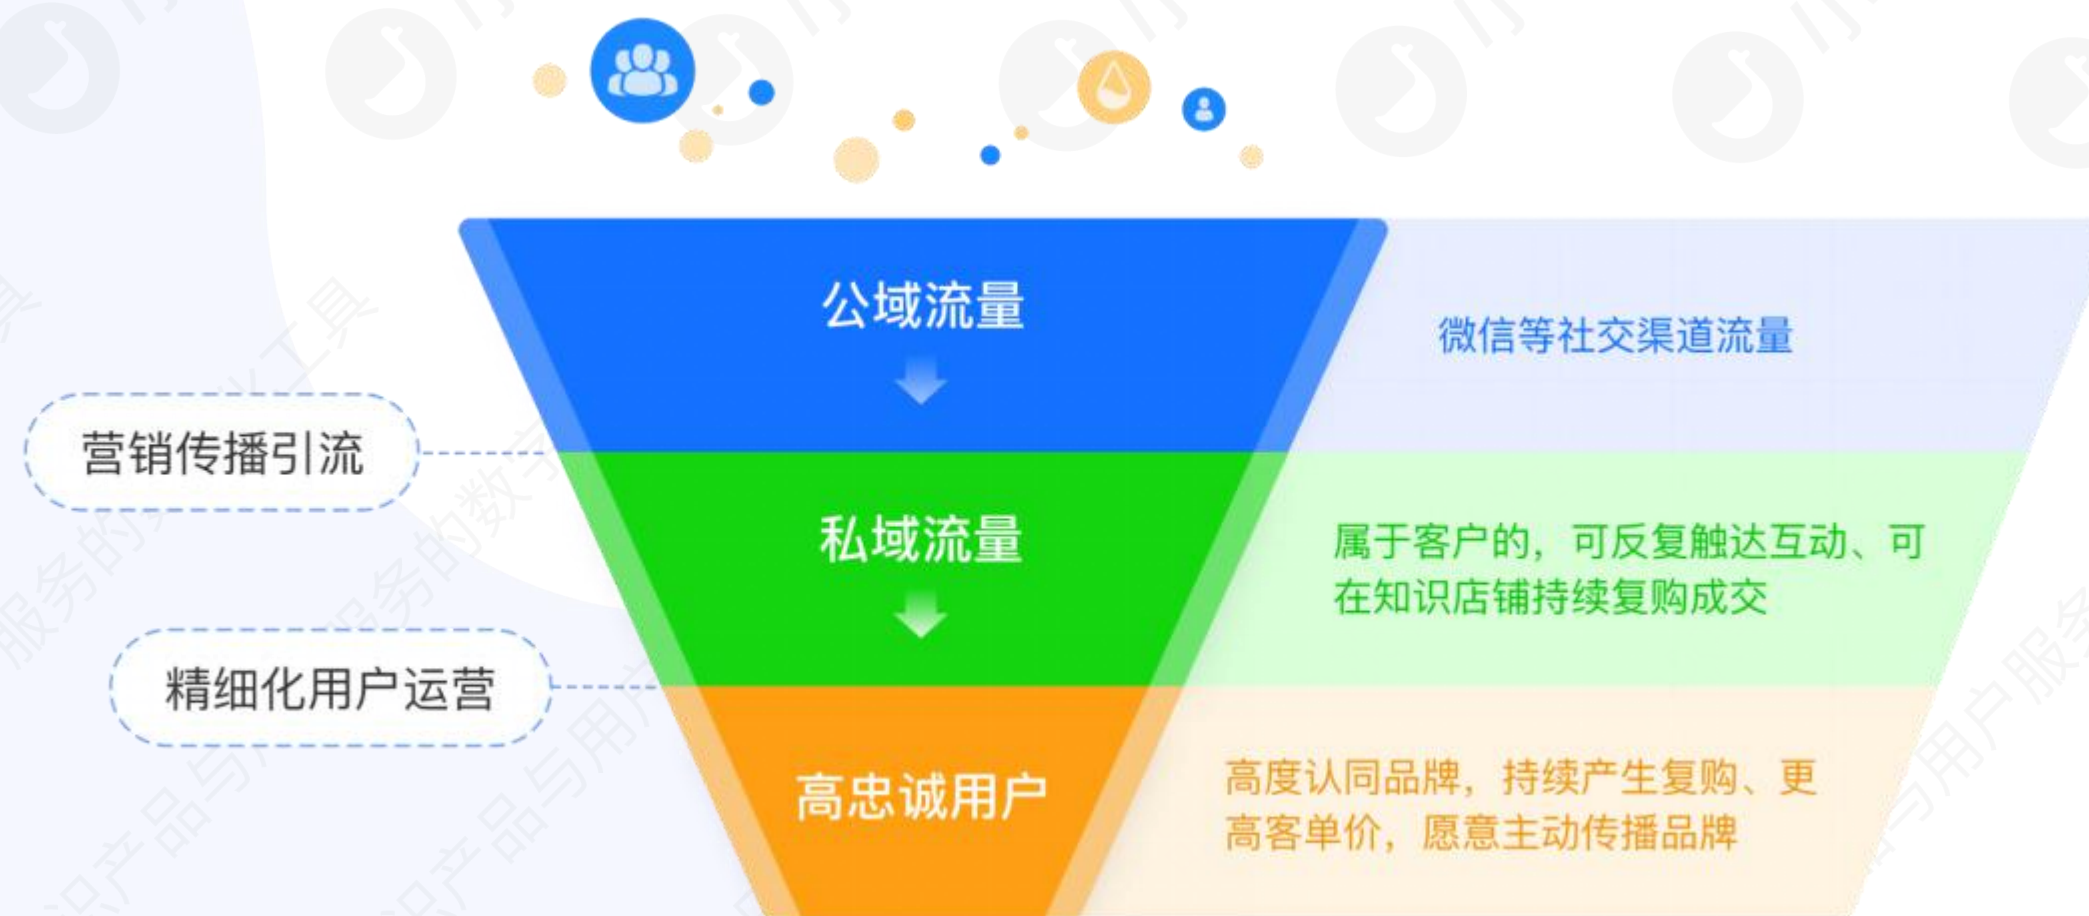 公域流量
微信等社交渠道流量
营销传播引流
私域流量
属于客户的，可反复触达互动、可
在知识店铺持续复购成交
精细化用户运营
高忠诚用户
高度认同品牌，持续产生复购、更
高客单价，愿意主动传播品牌